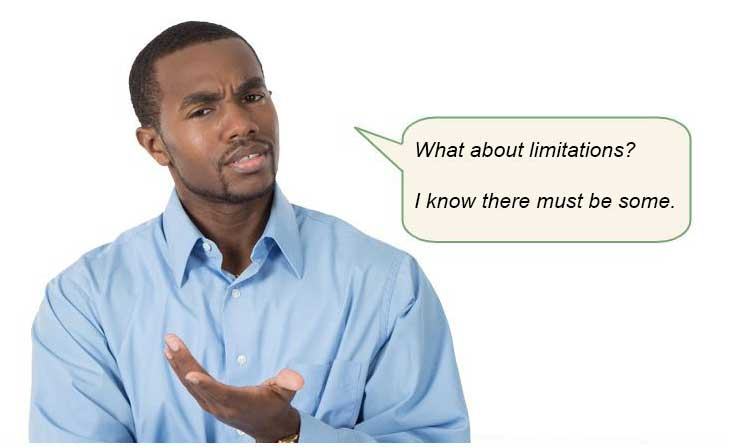 What about limitations?
I know there must be some.